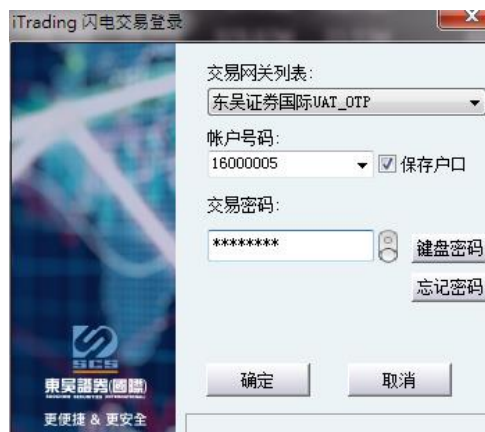 iTrading 闪电交易登录
交易网关列表:
东吴证券国际UAT_OTP
帐户号码:
16000005
保存户口
交易密码:
********
键盘密码
忘记密码
SCS
東吴證券(國際)
更便捷 & 更安全
确定
取消